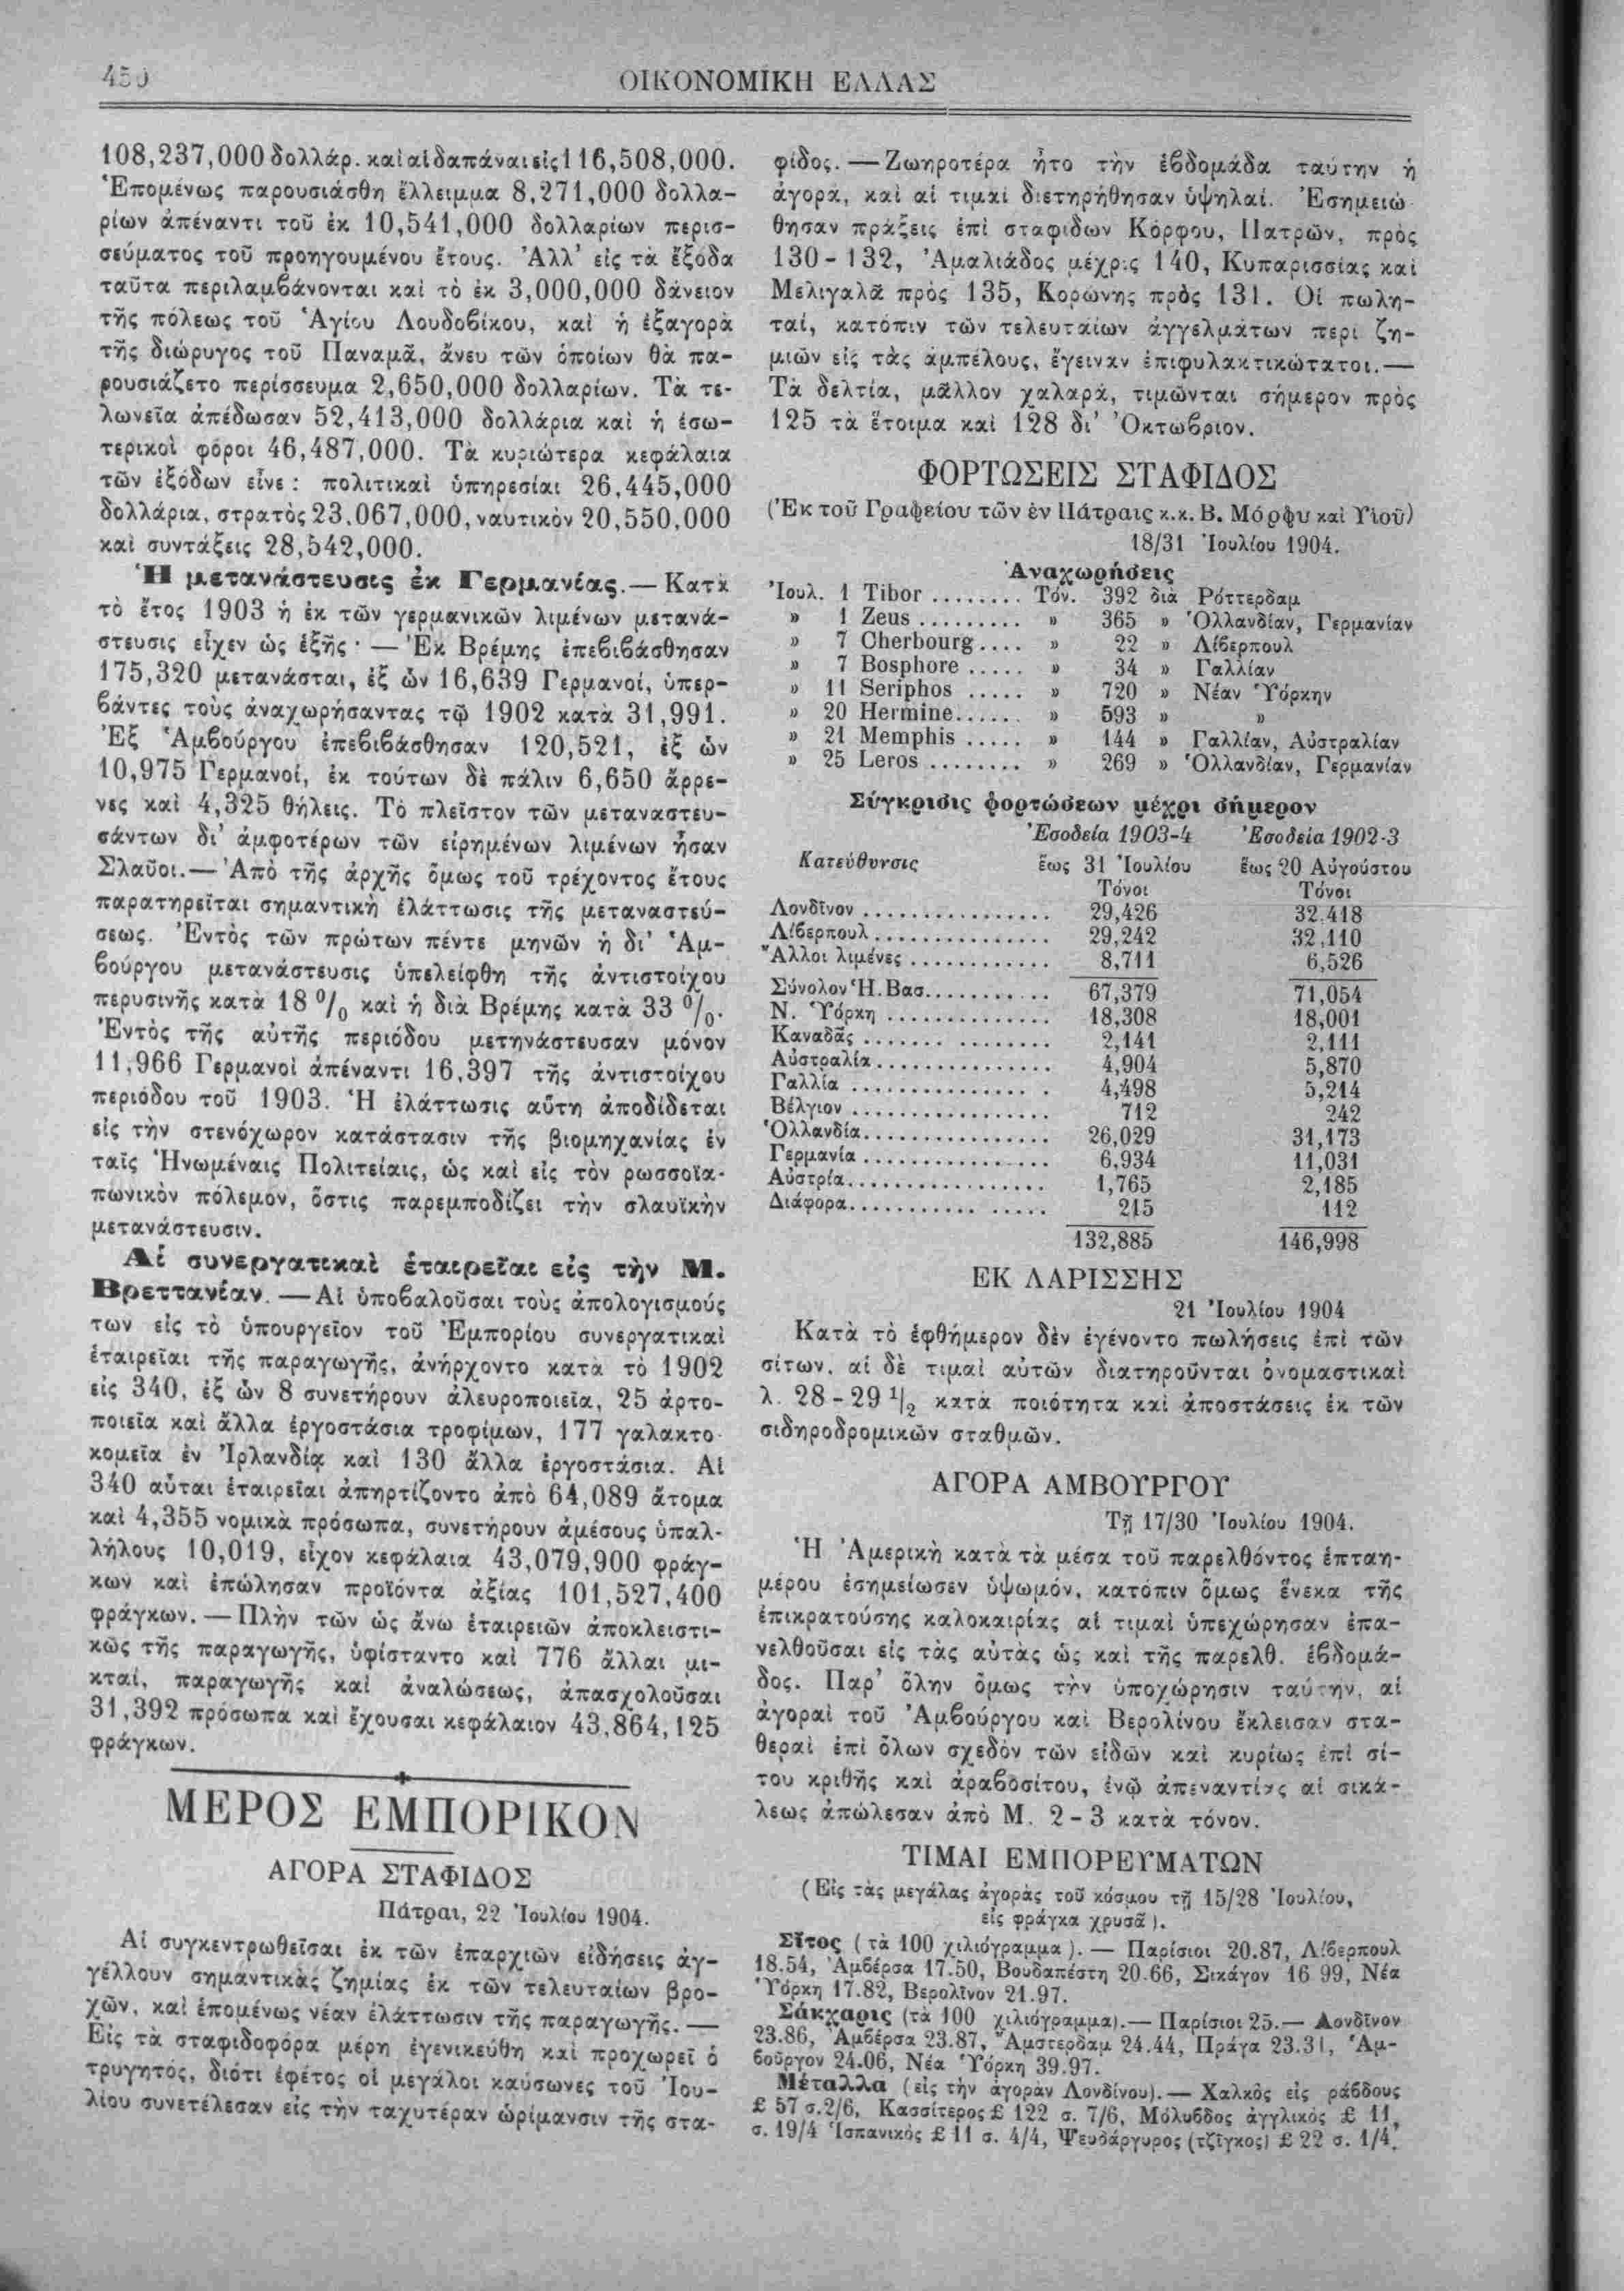 450
ΟΙΚΟΝΟΜΙΚΗ ΕΛΛΑΣ
108,237,000 δολλάρ. καὶ αἱ δαπάναι εἰς 116,508,000.
Ἑπομένως παρουσιάσθη ἔλλειμμα 8,271,000 δολλα-
ρίων ἀπέναντι τοῦ ἐκ 10,541,000 δολλαρίων περισ-
σεύματος τοῦ προηγουμένου ἔτους. Ἀλλ' εἰς τὰ ἔξοδα
ταῦτα περιλαμβάνονται καὶ τὸ ἐκ 3,000,000 δάνειον
τῆς πόλεως τοῦ Ἁγίου Λουδοβίκου, καὶ ἡ ἐξαγορὰ
τῆς διώρυγος τοῦ Παναμᾶ, ἄνευ τῶν ὁποίων θὰ πα-
ρουσιάζετο περίσσευμα 2,650,000 δολλαρίων. Τὰ τε-
λωνεῖα ἀπέδωσαν 52,413,000 δολλάρια καὶ ἡ ἐσω-
τερικοὶ φόροι 46,487,000. Τὰ κυριώτερα κεφάλαια
τῶν ἐξόδων εἶνε : πολιτικαὶ ὑπηρεσίαι 26,445,000
δολλάρια, στρατὸς 23,067,000, ναυτικὸν 20,550,000
καὶ συντάξεις 28,542,000.
Ἡ μετανάστευσις ἐκ Γερμανίας.— Κατὰ
τὸ ἔτος 1903 ἡ ἐκ τῶν γερμανικῶν λιμένων μετανά-
στευσις εἶχεν ὡς ἑξῆς· — Ἐκ Βρέμης ἐπεβιβάσθησαν
175,320 μετανάσται, ἐξ ὧν 16,639 Γερμανοί, ὑπερ-
βάντες τοὺς ἀναχωρήσαντας τῷ 1902 κατὰ 31,991.
Ἐξ Ἁμβούργου ἐπεβιβάσθησαν 120,521, ἐξ ὧν
10,975 Γερμανοί, ἐκ τούτων δὲ πάλιν 6,650 ἄρρε-
νες καὶ 4,325 θήλεις. Τὸ πλεῖστον τῶν μεταναστευ-
σάντων δι' ἀμφοτέρων τῶν εἰρημένων λιμένων ἦσαν
Σλαῦοι.— Ἀπὸ τῆς ἀρχῆς ὅμως τοῦ τρέχοντος ἔτους
παρατηρεῖται σημαντικὴ ἐλάττωσις τῆς μεταναστεύ-
σεως. Ἐντὸς τῶν πρώτων πέντε μηνῶν ἡ δι' Ἁμ-
βούργου μετανάστευσις ὑπελείφθη τῆς ἀντιστοίχου
περυσινῆς κατὰ 18 0/0 καὶ ἡ διὰ Βρέμης κατὰ 33 0/0.
Ἐντὸς τῆς αὐτῆς περιόδου μετηνάστευσαν μόνον
11,966 Γερμανοὶ ἀπέναντι 16,397 τῆς ἀντιστοίχου
περιόδου τοῦ 1903. Ἡ ἐλάττωσις αὕτη ἀποδίδεται
εἰς τὴν στενόχωρον κατάστασιν τῆς βιομηχανίας ἐν
ταῖς Ἡνωμέναις Πολιτείαις, ὡς καὶ εἰς τὸν ρωσσοϊα-
πωνικὸν πόλεμον, ὅστις παρεμποδίζει τὴν σλαυϊκὴν
μετανάστευσιν.
Αἱ συνεργατικαὶ ἑταιρεῖαι εἰς τὴν Μ.
Βρεττανίαν. — Αἱ ὑποβαλοῦσαι τοὺς ἀπολογισμούς
των εἰς τὸ ὑπουργεῖον τοῦ Ἐμπορίου συνεργατικαὶ
ἑταιρεῖαι τῆς παραγωγῆς, ἀνήρχοντο κατὰ τὸ 1902
εἰς 340, ἐξ ὧν 8 συνετήρουν ἀλευροποιεῖα, 25 ἀρτο-
ποιεῖα καὶ ἄλλα ἐργοστάσια τροφίμων, 177 γαλακτο-
κομεῖα ἐν Ἰρλανδίᾳ καὶ 130 ἄλλα ἐργοστάσια. Αἱ
340 αὗται ἑταιρεῖαι ἀπηρτίζοντο ἀπὸ 64,089 ἄτομα
καὶ 4,355 νομικὰ πρόσωπα, συνετήρουν ἀμέσους ὑπαλ-
λήλους 10,019, εἶχον κεφάλαια 43,079,900 φράγ-
κων καὶ ἐπώλησαν προϊόντα ἀξίας 101,527,400
φράγκων.— Πλὴν τῶν ὡς ἄνω ἑταιρειῶν ἀποκλειστι-
κῶς τῆς παραγωγῆς, ὑφίσταντο καὶ 776 ἄλλαι μι-
κταί, παραγωγῆς καὶ ἀναλώσεως, ἀπασχολοῦσαι
31,392 πρόσωπα καὶ ἔχουσαι κεφάλαιον 43,864,125
φράγκων.
ΜΕΡΟΣ ΕΜΠΟΡΙΚΟΝ
ΑΓΟΡΑ ΣΤΑΦΙΔΟΣ
Πάτραι, 22 Ἰουλίου 1904.
Αἱ συγκεντρωθεῖσαι ἐκ τῶν ἐπαρχιῶν εἰδήσεις ἀγ-
γέλλουν σημαντικὰς ζημίας ἐκ τῶν τελευταίων βρο-
χῶν, καὶ ἑπομένως νέαν ἐλάττωσιν τῆς παραγωγῆς.—
Εἰς τὰ σταφιδοφόρα μέρη ἐγενικεύθη καὶ προχωρεῖ ὁ
τρυγητός, διότι ἐφέτος οἱ μεγάλοι καύσωνες τοῦ Ἰου-
λίου συνετέλεσαν εἰς τὴν ταχυτέραν ὡρίμανσιν τῆς στα-
φίδος. — Ζωηροτέρα ἦτο τὴν ἑβδομάδα ταύτην ἡ
ἀγορά, καὶ αἱ τιμαὶ διετηρήθησαν ὑψηλαί. Ἐσημειώ-
θησαν πράξεις ἐπὶ σταφίδων Κόρφου, Πατρῶν, πρὸς
130 - 132, Ἀμαλιάδος μέχρις 140, Κυπαρισσίας καὶ
Μελιγαλᾶ πρὸς 135, Κορώνης πρὸς 131. Οἱ πωλη-
ταί, κατόπιν τῶν τελευταίων ἀγγελμάτων περὶ ζη-
μιῶν εἰς τὰς ἀμπέλους, ἔγειναν ἐπιφυλακτικώτατοι.—
Τὰ δελτία, μᾶλλον χαλαρά, τιμῶνται σήμερον πρὸς
125 τὰ ἕτοιμα καὶ 128 δι' Ὀκτώβριον.
ΦΟΡΤΩΣΕΙΣ ΣΤΑΦΙΔΟΣ
(Ἐκ τοῦ Γραφείου τῶν ἐν Πάτραις κ.κ. Β. Μόρφυ καὶ Υἱοῦ)
18/31 Ἰουλίου 1904.
Ἀναχωρήσεις
Ἰουλ. 1 Tibor ........ Τόν. 392 διὰ Ρόττερδαμ
» 1 Zeus ......... » 365 » Ὁλλανδίαν, Γερμανίαν
» 7 Cherbourg .... » 22 » Λίβερπουλ
» 7 Bosphore ..... » 34 » Γαλλίαν
» 11 Seriphos ..... » 720 » Νέαν Ὑόρκην
» 20 Hermine...... » 593 » »
» 21 Memphis ..... » 144 » Γαλλίαν, Αὐστραλίαν
» 25 Leros ........ » 269 » Ὁλλανδίαν, Γερμανίαν
Σύγκρισις φορτώσεων μέχρι σήμερον
Ἐσοδεία 1903-4 Ἐσοδεία 1902-3
Κατεύθυνσις ἕως 31 Ἰουλίου ἕως 20 Αὐγούστου
Τόνοι Τόνοι
Λονδῖνον ................ 29,426 32.418
Λίβερπουλ ............... 29,242 32,110
Ἄλλοι λιμένες ............ 8,711 6,526
Σύνολον Ἡ. Βασ........... 67,379 71,054
Ν. Ὑόρκη .............. 18,308 18,001
Καναδᾶς ................ 2,141 2,111
Αὐστραλία ............... 4,904 5,870
Γαλλία ................. 4,498 5,214
Βέλγιον ................. 712 242
Ὁλλανδία................ 26,029 31,173
Γερμανία ................ 6,934 11,031
Αὐστρία................. 1,765 2,185
Διάφορα................. 215 112
132,885 146,998
ΕΚ ΛΑΡΙΣΣΗΣ
21 Ἰουλίου 1904
Κατὰ τὸ ἑφθήμερον δὲν ἐγένοντο πωλήσεις ἐπὶ τῶν
σίτων, αἱ δὲ τιμαὶ αὐτῶν διατηροῦνται ὀνομαστικαὶ
λ. 28 - 29 1/2 κατὰ ποιότητα καὶ ἀποστάσεις ἐκ τῶν
σιδηροδρομικῶν σταθμῶν.
ΑΓΟΡΑ ΑΜΒΟΥΡΓΟΥ
Τῇ 17/30 Ἰουλίου 1904.
Ἡ Ἀμερικὴ κατὰ τὰ μέσα τοῦ παρελθόντος ἑπταη-
μέρου ἐσημείωσεν ὑψωμόν, κατόπιν ὅμως ἕνεκα τῆς
ἐπικρατούσης καλοκαιρίας αἱ τιμαὶ ὑπεχώρησαν ἐπα-
νελθοῦσαι εἰς τὰς αὐτὰς ὡς καὶ τῆς παρελθ. ἑβδομά-
δος. Παρ' ὅλην ὅμως τὴν ὑποχώρησιν ταύτην, αἱ
ἀγοραὶ τοῦ Ἁμβούργου καὶ Βερολίνου ἔκλεισαν στα-
θεραὶ ἐπὶ ὅλων σχεδὸν τῶν εἰδῶν καὶ κυρίως ἐπὶ σί-
του κριθῆς καὶ ἀραβοσίτου, ἐνῷ ἀπεναντίας αἱ σικά-
λεως ἀπώλεσαν ἀπὸ Μ. 2 - 3 κατὰ τόνον.
ΤΙΜΑΙ ΕΜΠΟΡΕΥΜΑΤΩΝ
(Εἰς τὰς μεγάλας ἀγορὰς τοῦ κόσμου τῇ 15/28 Ἰουλίου,
εἰς φράγκα χρυσᾶ).
Σῖτος (τὰ 100 χιλιόγραμμα). — Παρίσιοι 20.87, Λίβερπουλ
18.54, Ἀμβέρσα 17.50, Βουδαπέστη 20.66, Σικάγον 16 99, Νέα
Ὑόρκη 17.82, Βερολῖνον 21.97.
Σάκχαρις (τὰ 100 χιλιόγραμμα).— Παρίσιοι 25.— Λονδῖνον
23.86, Ἀμβέρσα 23.87, Ἄμστερδαμ 24.44, Πράγα 23.31, Ἁμ-
βοῦργον 24.06, Νέα Ὑόρκη 39.97.
Μέταλλα (εἰς τὴν ἀγορὰν Λονδίνου).— Χαλκὸς εἰς ράβδους
£ 57 σ.2/6, Κασσίτερος £ 122 σ. 7/6, Μόλυβδος ἀγγλικὸς £ 11,
σ. 19/4 Ἱσπανικὸς £ 11 σ. 4/4, Ψευδάργυρος (τζῖγκος) £ 22 σ. 1/4,